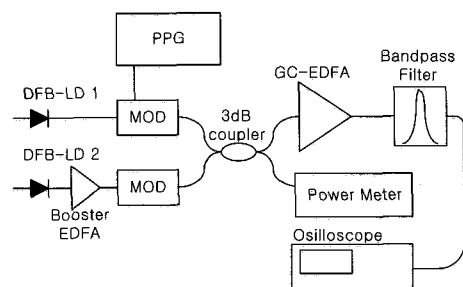 PPG
GC-EDFA
Bandpass
Filter
DFB-LD 1
MOD
3dB
coupler
DFB-LD 2
MOD
Booster
EDFA
Power Meter
Osilloscope